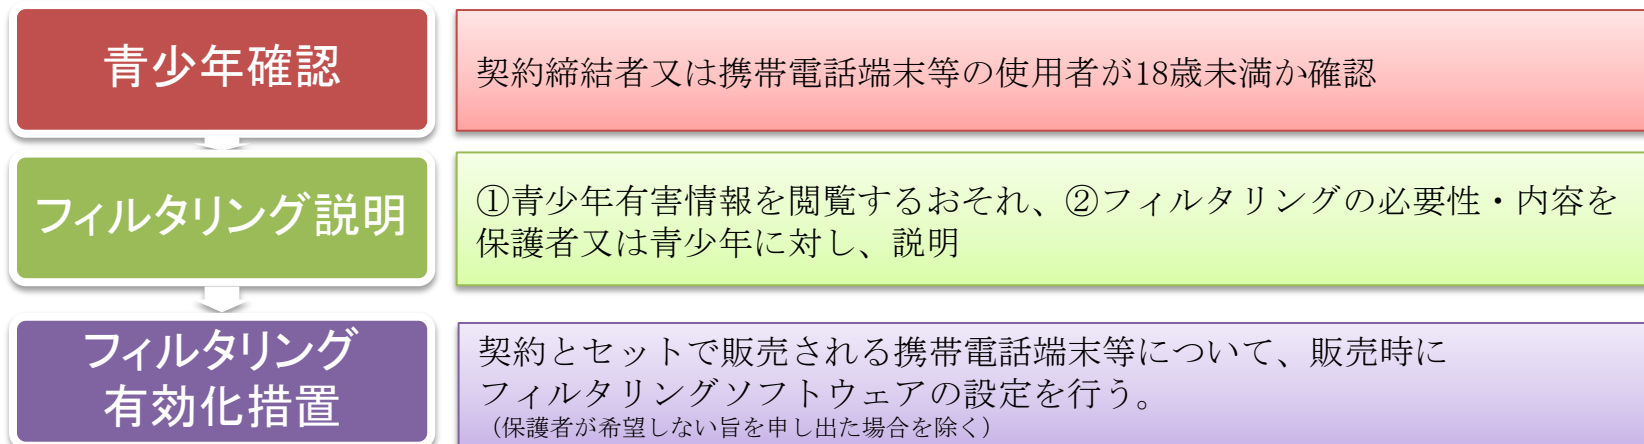 青少年確認
契約締結者又は携帯電話端末等の使用者が18歳未満か確認
フィルタリング説明
①青少年有害情報を閲覧するおそれ、②フィルタリングの必要性・内容を
保護者又は青少年に対し、説明
フィルタリング
有効化措置
契約とセットで販売される携帯電話端末等について、販売時に
フィルタリングソフトウェアの設定を行う。
（保護者が希望しない旨を申し出た場合を除く）